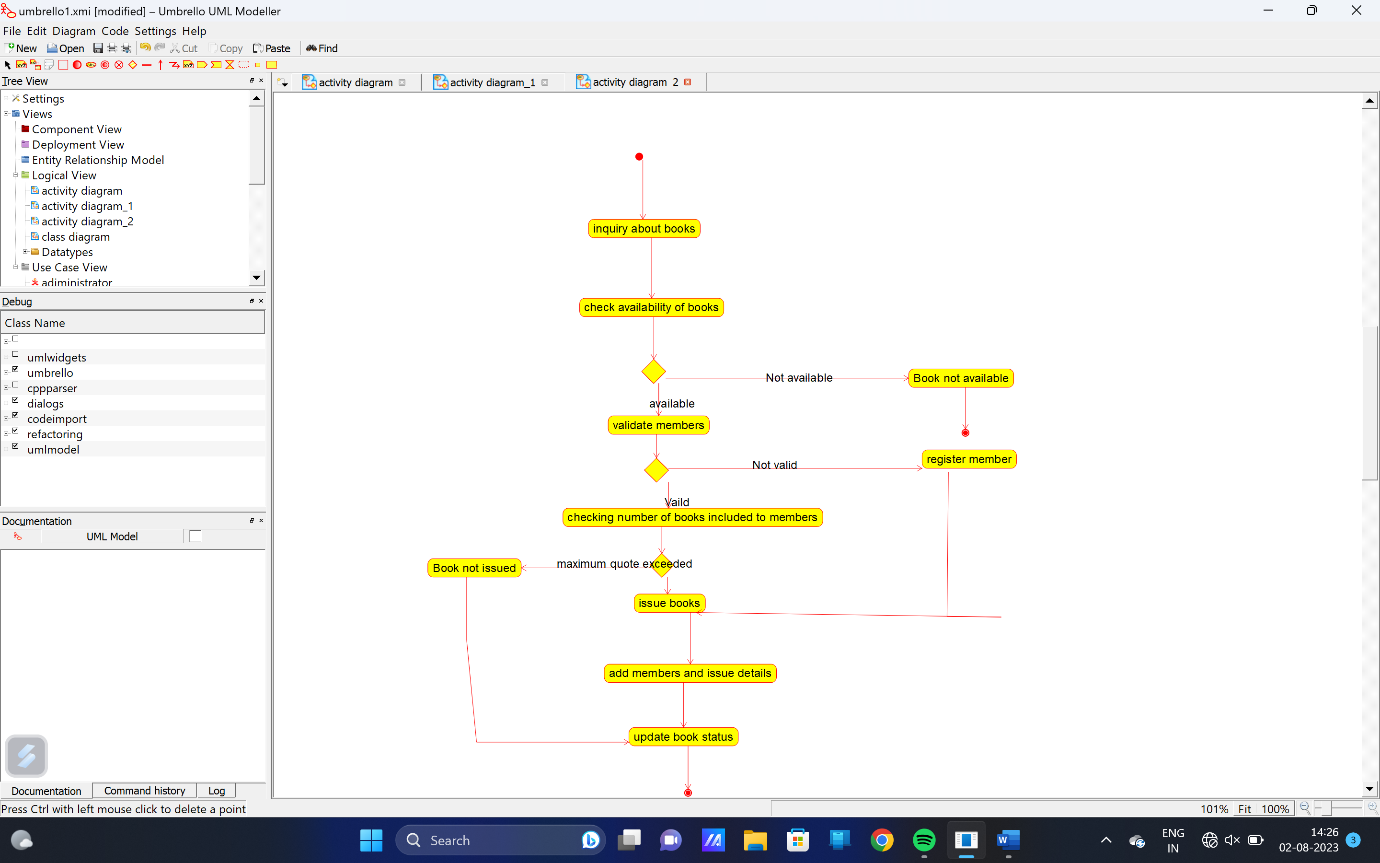 umbrello1.xmi [modified] – Umbrello UML Modeller
File Edit Diagram Code Settings Help
New Open Cut Copy Paste Find
Tree View
activity diagram activity diagram_1 activity diagram 2
Settings
Views
Component View
Deployment View
Entity Relationship Model
Logical View
activity diagram
activity diagram_1
activity diagram_2
class diagram
Datatypes
Use Case View
adiministrator
Debug
Class Name
umlwidgets
umbrello
cppparser
dialogs
codeimport
refactoring
umlmodel
Documentation
UML Model
Documentation Command history Log
Press Ctrl with left mouse click to delete a point
inquiry about books
check availability of books
Not available
Book not available
available
validate members
Not valid
register member
Vaild
checking number of books included to members
maximum quote exceeded
Book not issued
issue books
add members and issue details
update book status
101% Fit 100%
Search
ENG
IN
14:26
02-08-2023
3